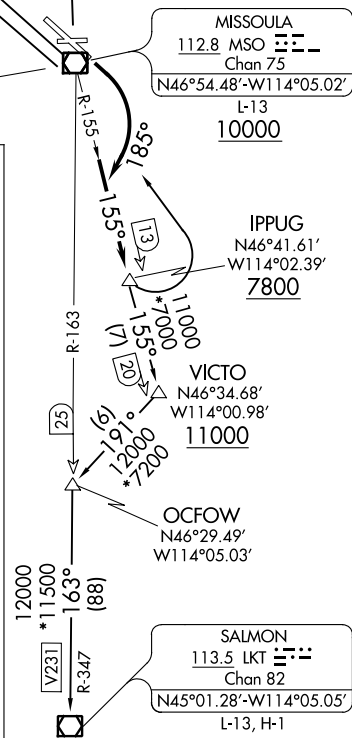 MISSOULA
112.8 MSO
Chan 75
N46°54.48'-W114°05.02'
L-13
10000
R-155
185°
155°
13
IPPUG
N46°41.61'
W114°02.39'
7800
11000
*7000
155°
(7)
R-163
20
VICTO
N46°34.68'
W114°00.98'
11000
25
(6)
191°
12000
*7200
OCFOW
N46°29.49'
W114°05.03'
12000
*11500
163°
(88)
V231
R-347
SALMON
113.5 LKT
Chan 82
N45°01.28'-W114°05.05'
L-13, H-1